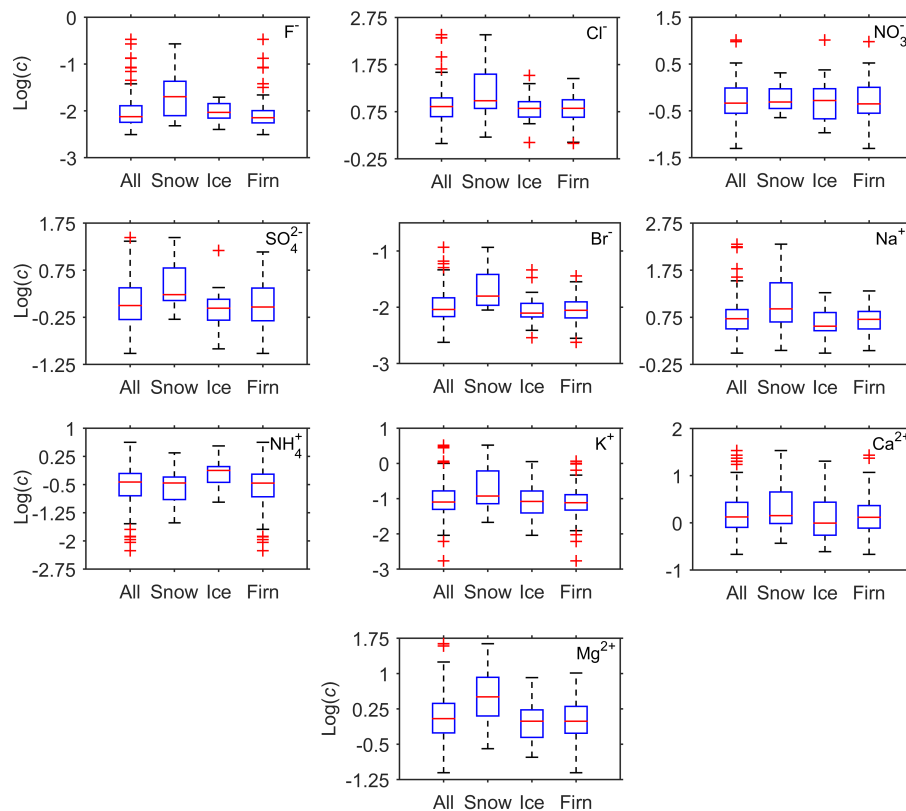 0
-1
-2
-3
Log(c)
F⁻
All Snow Ice Firn
2.75
1.75
0.75
-0.25
Cl⁻
All Snow Ice Firn
1.5
0.5
-0.5
-1.5
NO₃⁻
All Snow Ice Firn
1.75
0.75
-0.25
-1.25
Log(c)
SO₄²⁻
All Snow Ice Firn
-1
-2
-3
Br⁻
All Snow Ice Firn
2.75
1.75
0.75
-0.25
Na⁺
All Snow Ice Firn
1
0.25
-0.5
-1.25
-2
-2.75
Log(c)
NH₄⁺
All Snow Ice Firn
1
0
-1
-2
-3
K⁺
All Snow Ice Firn
2
1
0
-1
Ca²⁺
All Snow Ice Firn
1.75
1
0.25
-0.5
-1.25
Log(c)
Mg²⁺
All Snow Ice Firn